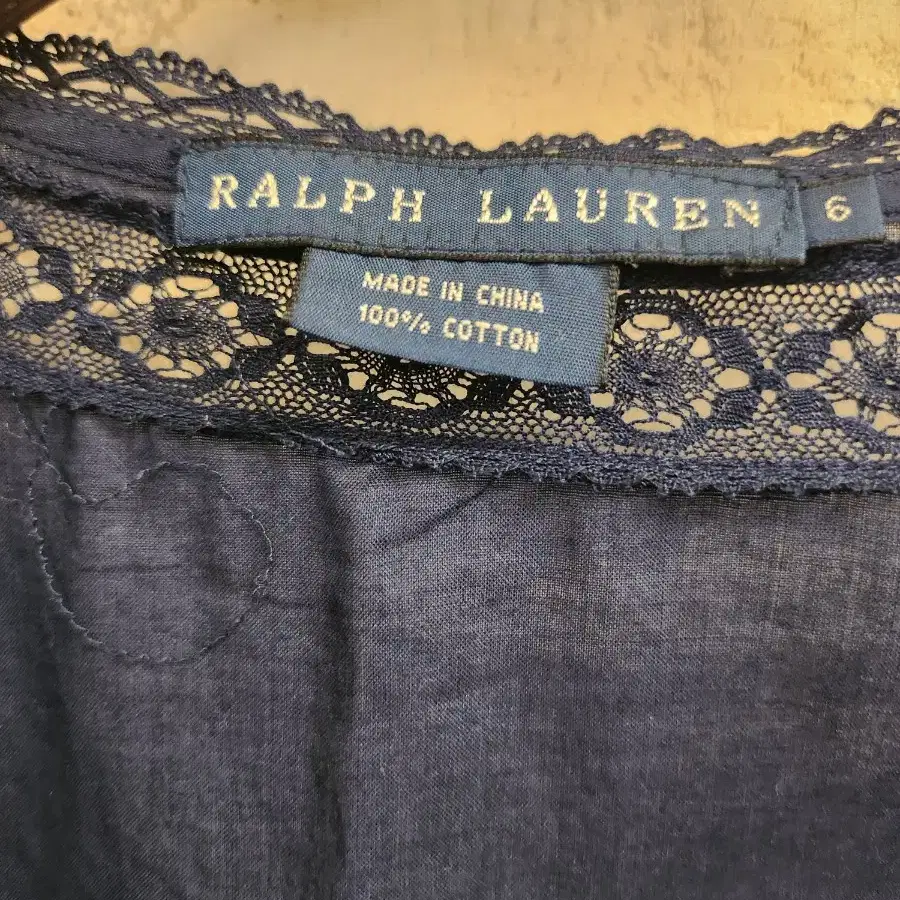 RALPH LAUREN
6
MADE IN CHINA
100% COTTON